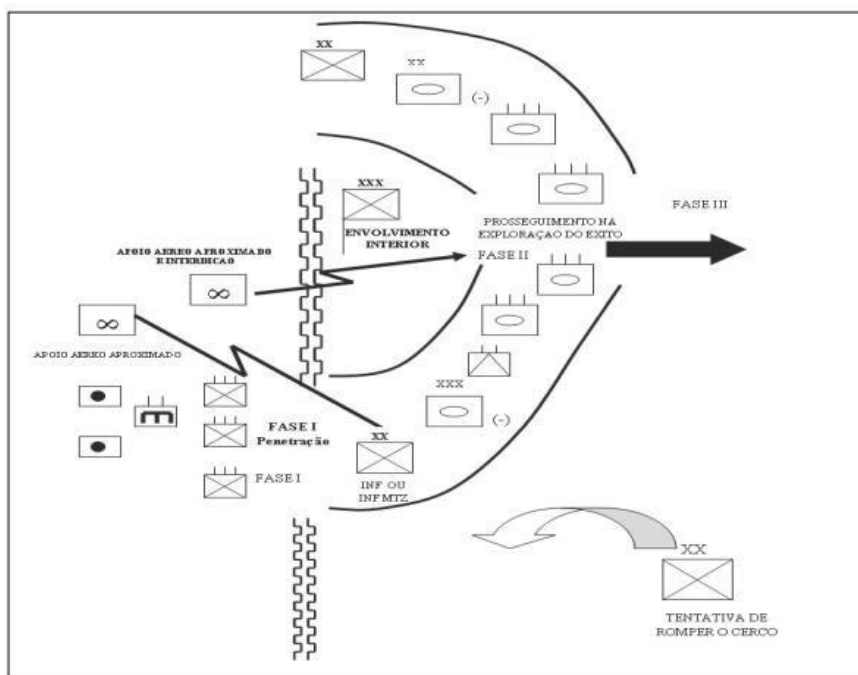 XX
XX
(-)
XXX
ENVOLVIMENTO
INTERIOR
PROSSEGUIMENTO NA
EXPLORAÇAO DO EXITO
FASE II
FASE III
APOIO AEREO APROXIMADO
E INTERDICAO
∞
∞
APOIO AEREO APROXIMADO
E
FASE I
Penetração
FASE I
XXX
(-)
XX
INF OU
INF MTZ
XX
TENTATIVA DE
ROMPER O CERCO